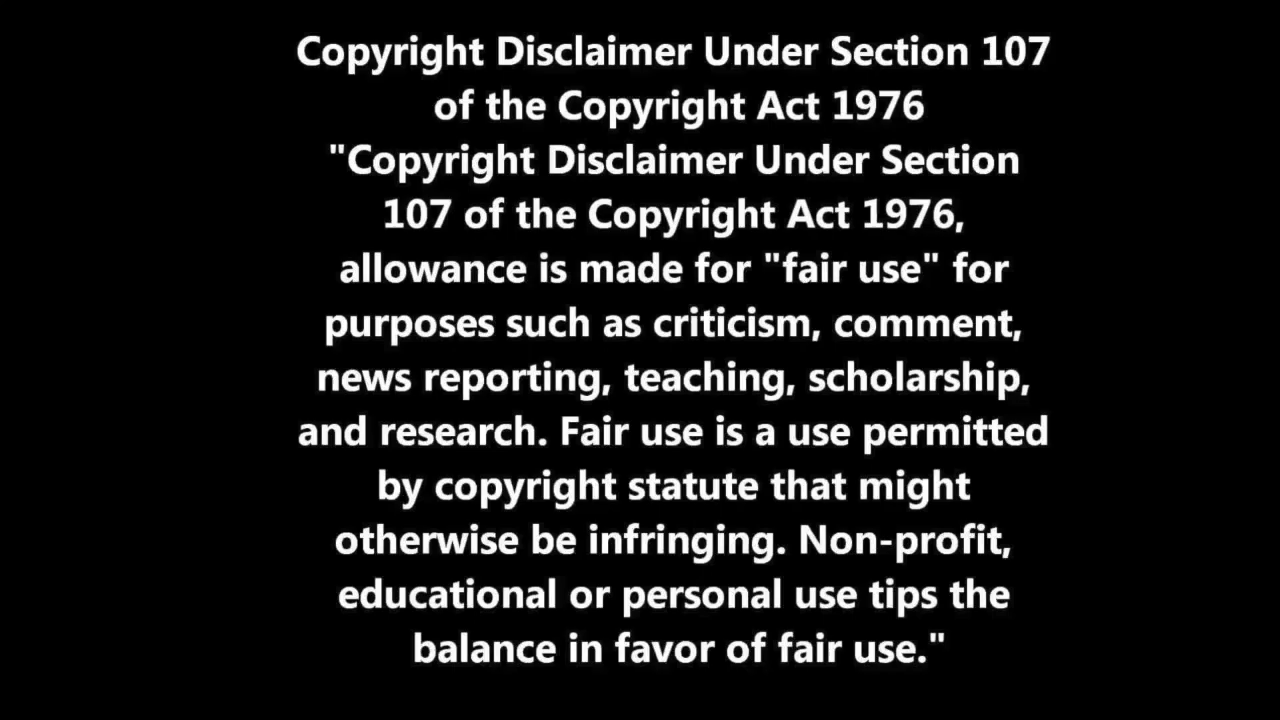 Copyright Disclaimer Under Section 107
of the Copyright Act 1976
"Copyright Disclaimer Under Section
107 of the Copyright Act 1976,
allowance is made for "fair use" for
purposes such as criticism, comment,
news reporting, teaching, scholarship,
and research. Fair use is a use permitted
by copyright statute that might
otherwise be infringing. Non-profit,
educational or personal use tips the
balance in favor of fair use."